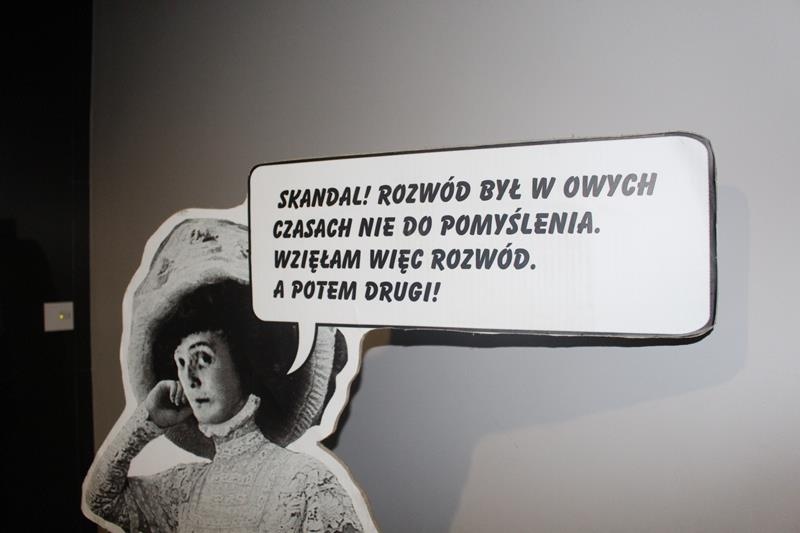 SKANDAL! ROZWÓD BYŁ W OWYCH
CZASACH NIE DO POMYŚLENIA.
WZIĘŁAM WIĘC ROZWÓD.
A POTEM DRUGI!